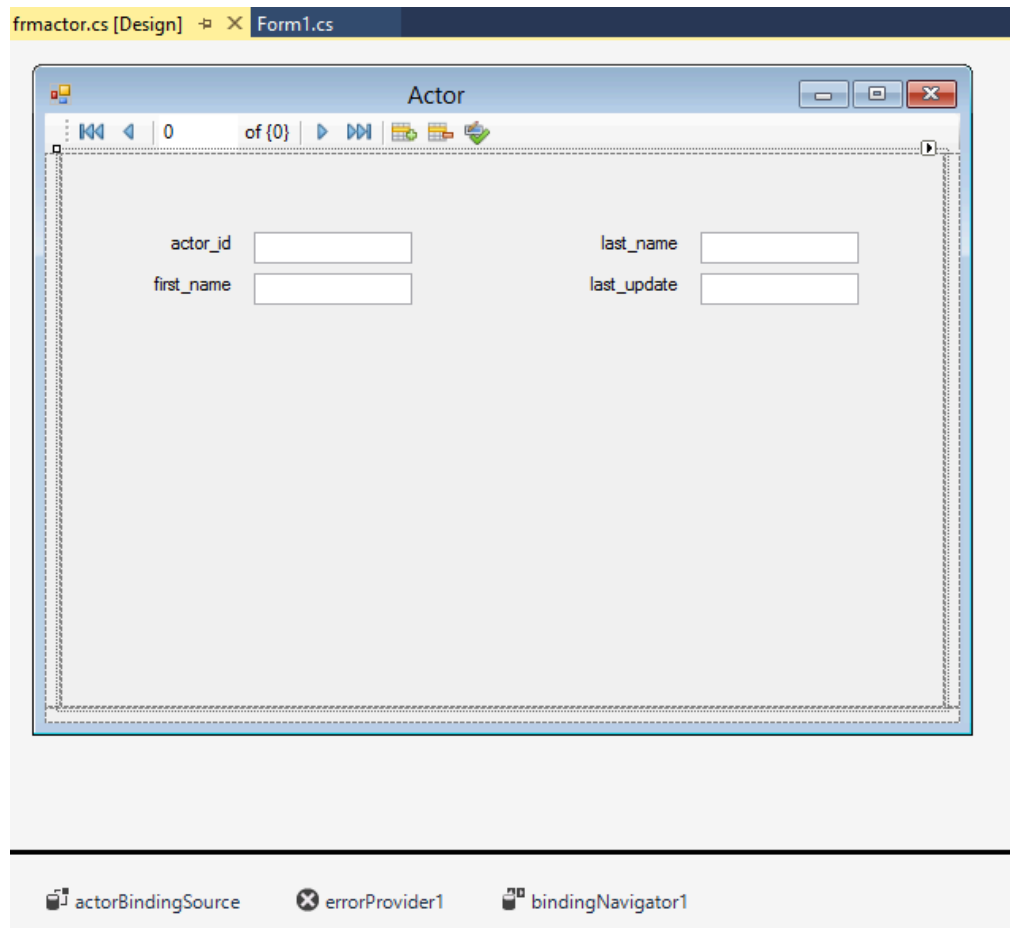 frmactor.cs [Design] Form1.cs
Actor
0 of {0}
actor_id last_name
first_name last_update
actorBindingSource errorProvider1 bindingNavigator1